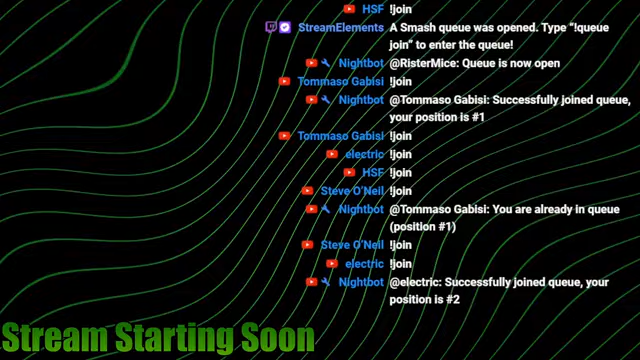 HSF !join
StreamElements A Smash queue was opened. Type "!queue
join" to enter the queue!
Nightbot @RisterMice: Queue is now open
Tommaso Gabisi !join
Nightbot @Tommaso Gabisi: Successfully joined queue,
your position is #1
Tommaso Gabisi !join
electric !join
HSF !join
Steve O'Neil !join
Nightbot @Tommaso Gabisi: You are already in queue
(position #1)
Steve O'Neil !join
electric !join
Nightbot @electric: Successfully joined queue, your
position is #2
Stream Starting Soon